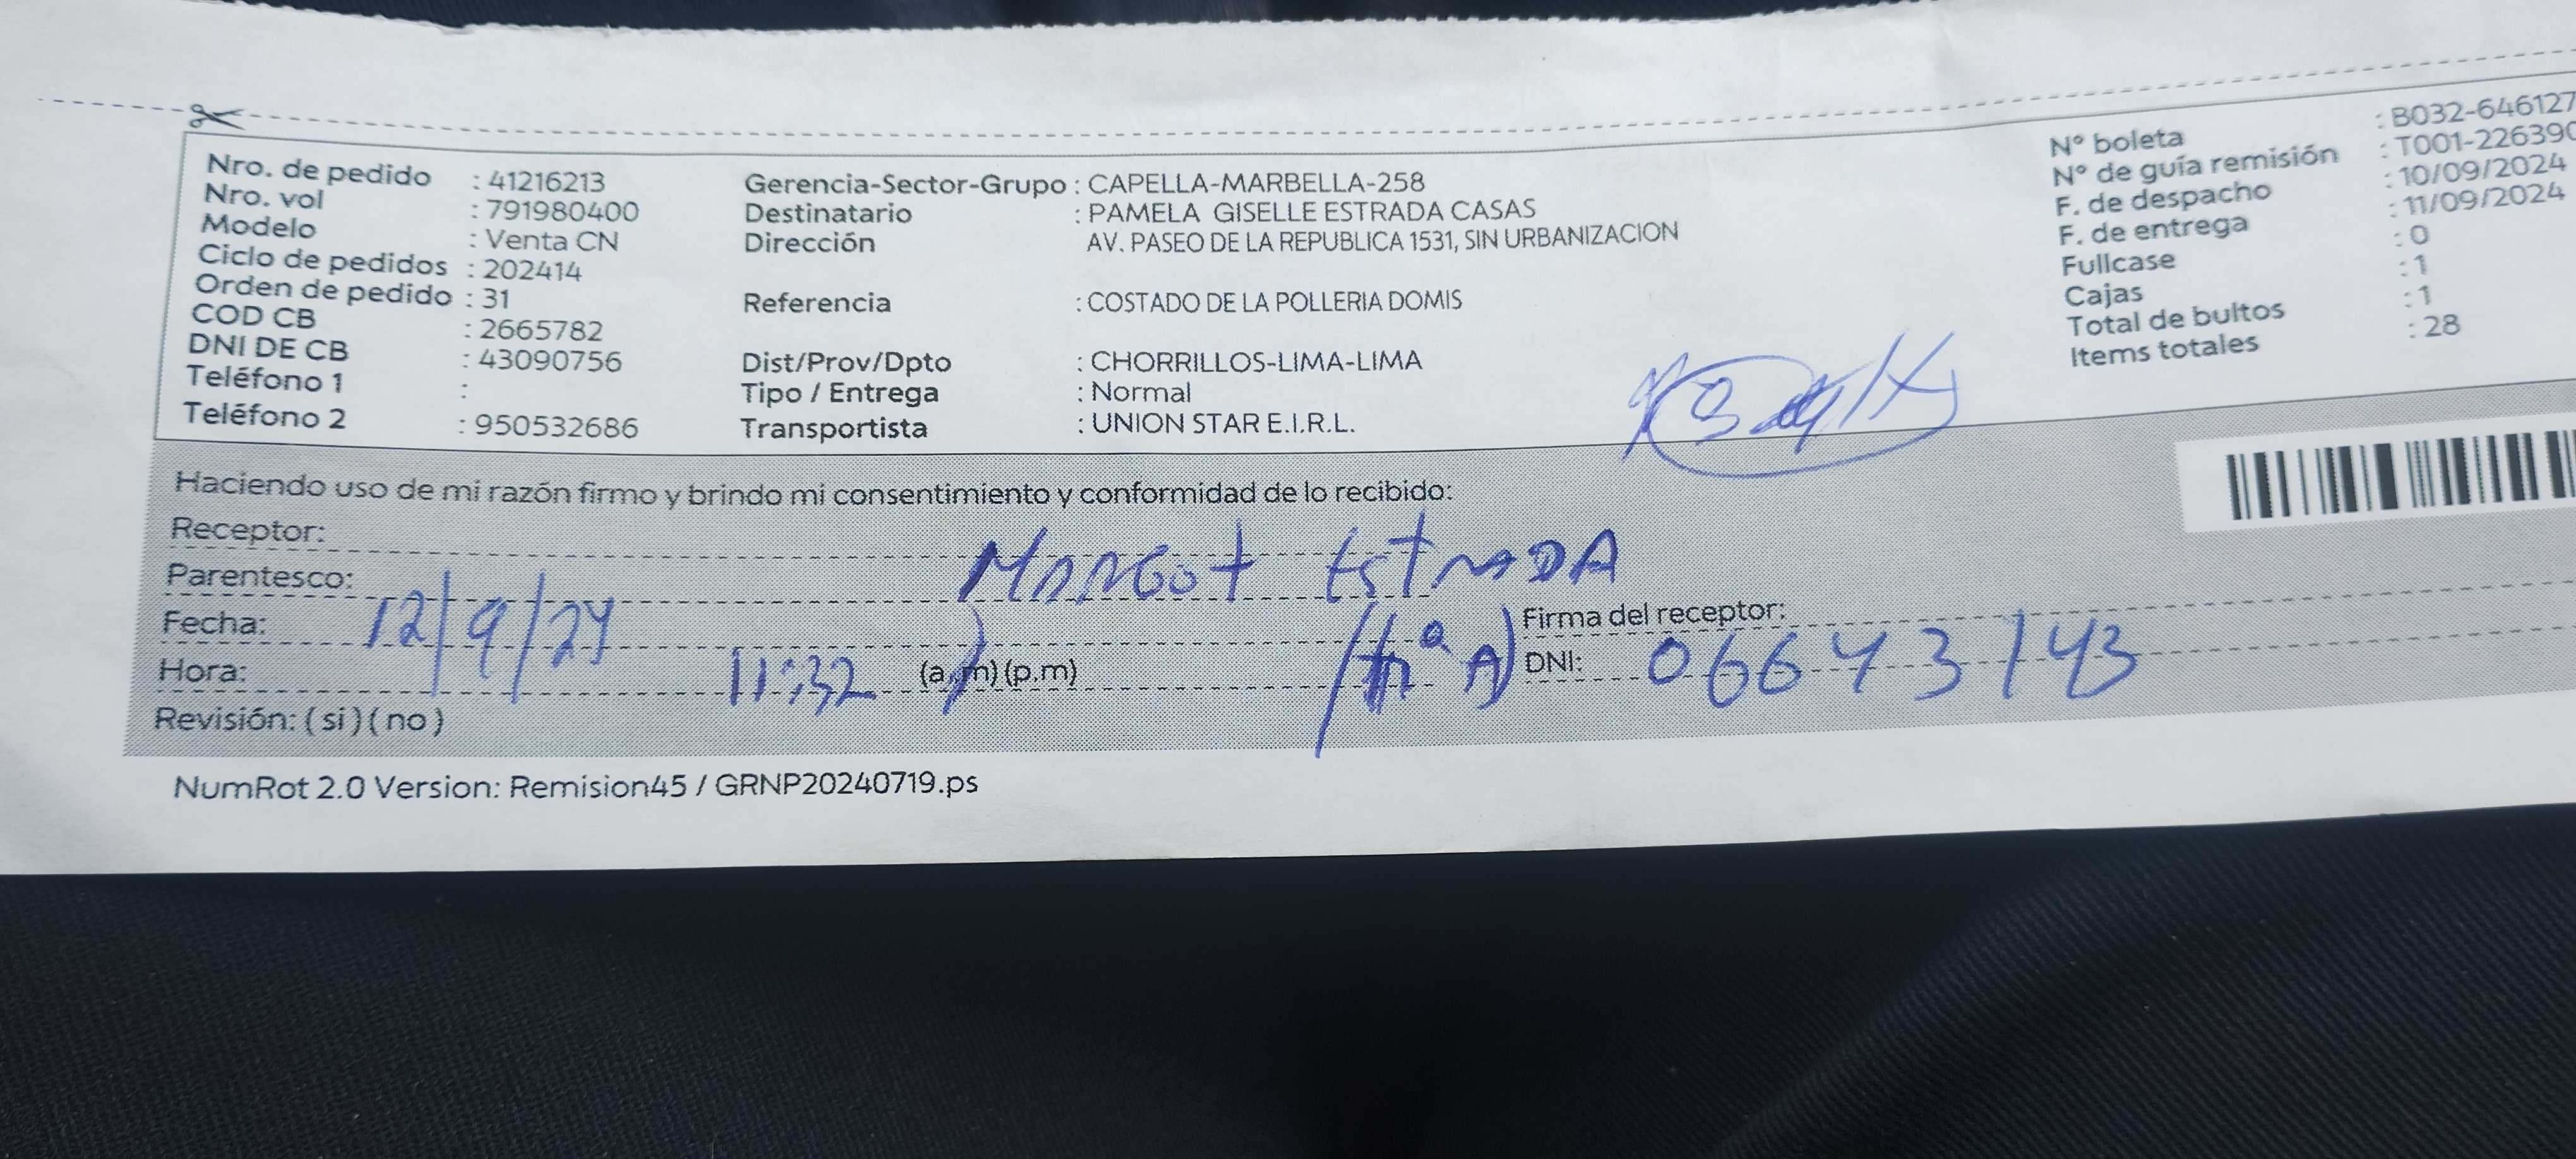 Nro. de pedido : 41216213
Nro. vol : 791980400
Modelo : Venta CN
Ciclo de pedidos : 202414
Orden de pedido : 31
COD CB : 2665782
DNI DE CB : 43090756
Teléfono 1 :
Teléfono 2 : 950532686
Gerencia-Sector-Grupo : CAPELLA-MARBELLA-258
Destinatario : PAMELA GISELLE ESTRADA CASAS
Dirección AV. PASEO DE LA REPUBLICA 1531, SIN URBANIZACION
Referencia : COSTADO DE LA POLLERIA DOMIS
Dist/Prov/Dpto : CHORRILLOS-LIMA-LIMA
Tipo / Entrega : Normal
Transportista : UNION STAR E.I.R.L.
N° boleta : B032-646127
N° de guía remisión : T001-226390
F. de despacho : 10/09/2024
F. de entrega : 11/09/2024
Fullcase : 0
Cajas : 1
Total de bultos : 1
Items totales : 28
Haciendo uso de mi razón firmo y brindo mi consentimiento y conformidad de lo recibido:
Receptor: MARGOT ESTRADA
Parentesco:
Fecha: 12/9/24
Firma del receptor:
Hora: 11:32 (a.m) (p.m)
DNI: 06643143
Revisión: ( si ) ( no )
NumRot 2.0 Version: Remision45 / GRNP20240719.ps